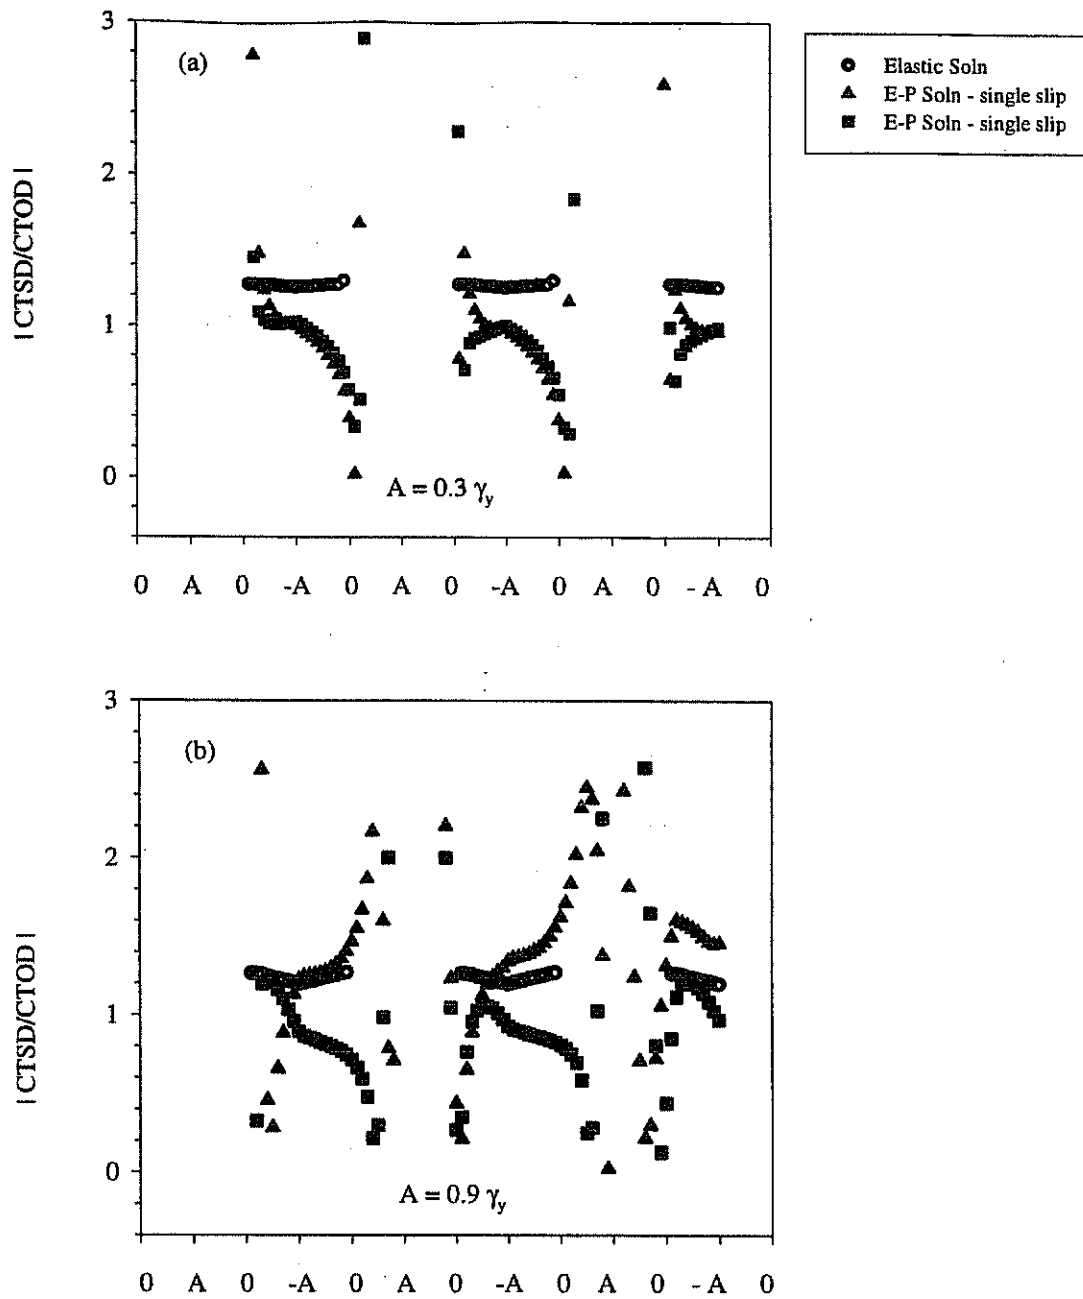 3
(a)
Elastic Soln
E-P Soln - single slip
E-P Soln - single slip
2
|CTSD/CTOD|
1
0
A = 0.3 γy
0 A 0 -A 0 A 0 -A 0 A 0 - A 0
3
(b)
2
|CTSD/CTOD|
1
0
A = 0.9 γy
0 A 0 -A 0 A 0 -A 0 A 0 - A 0